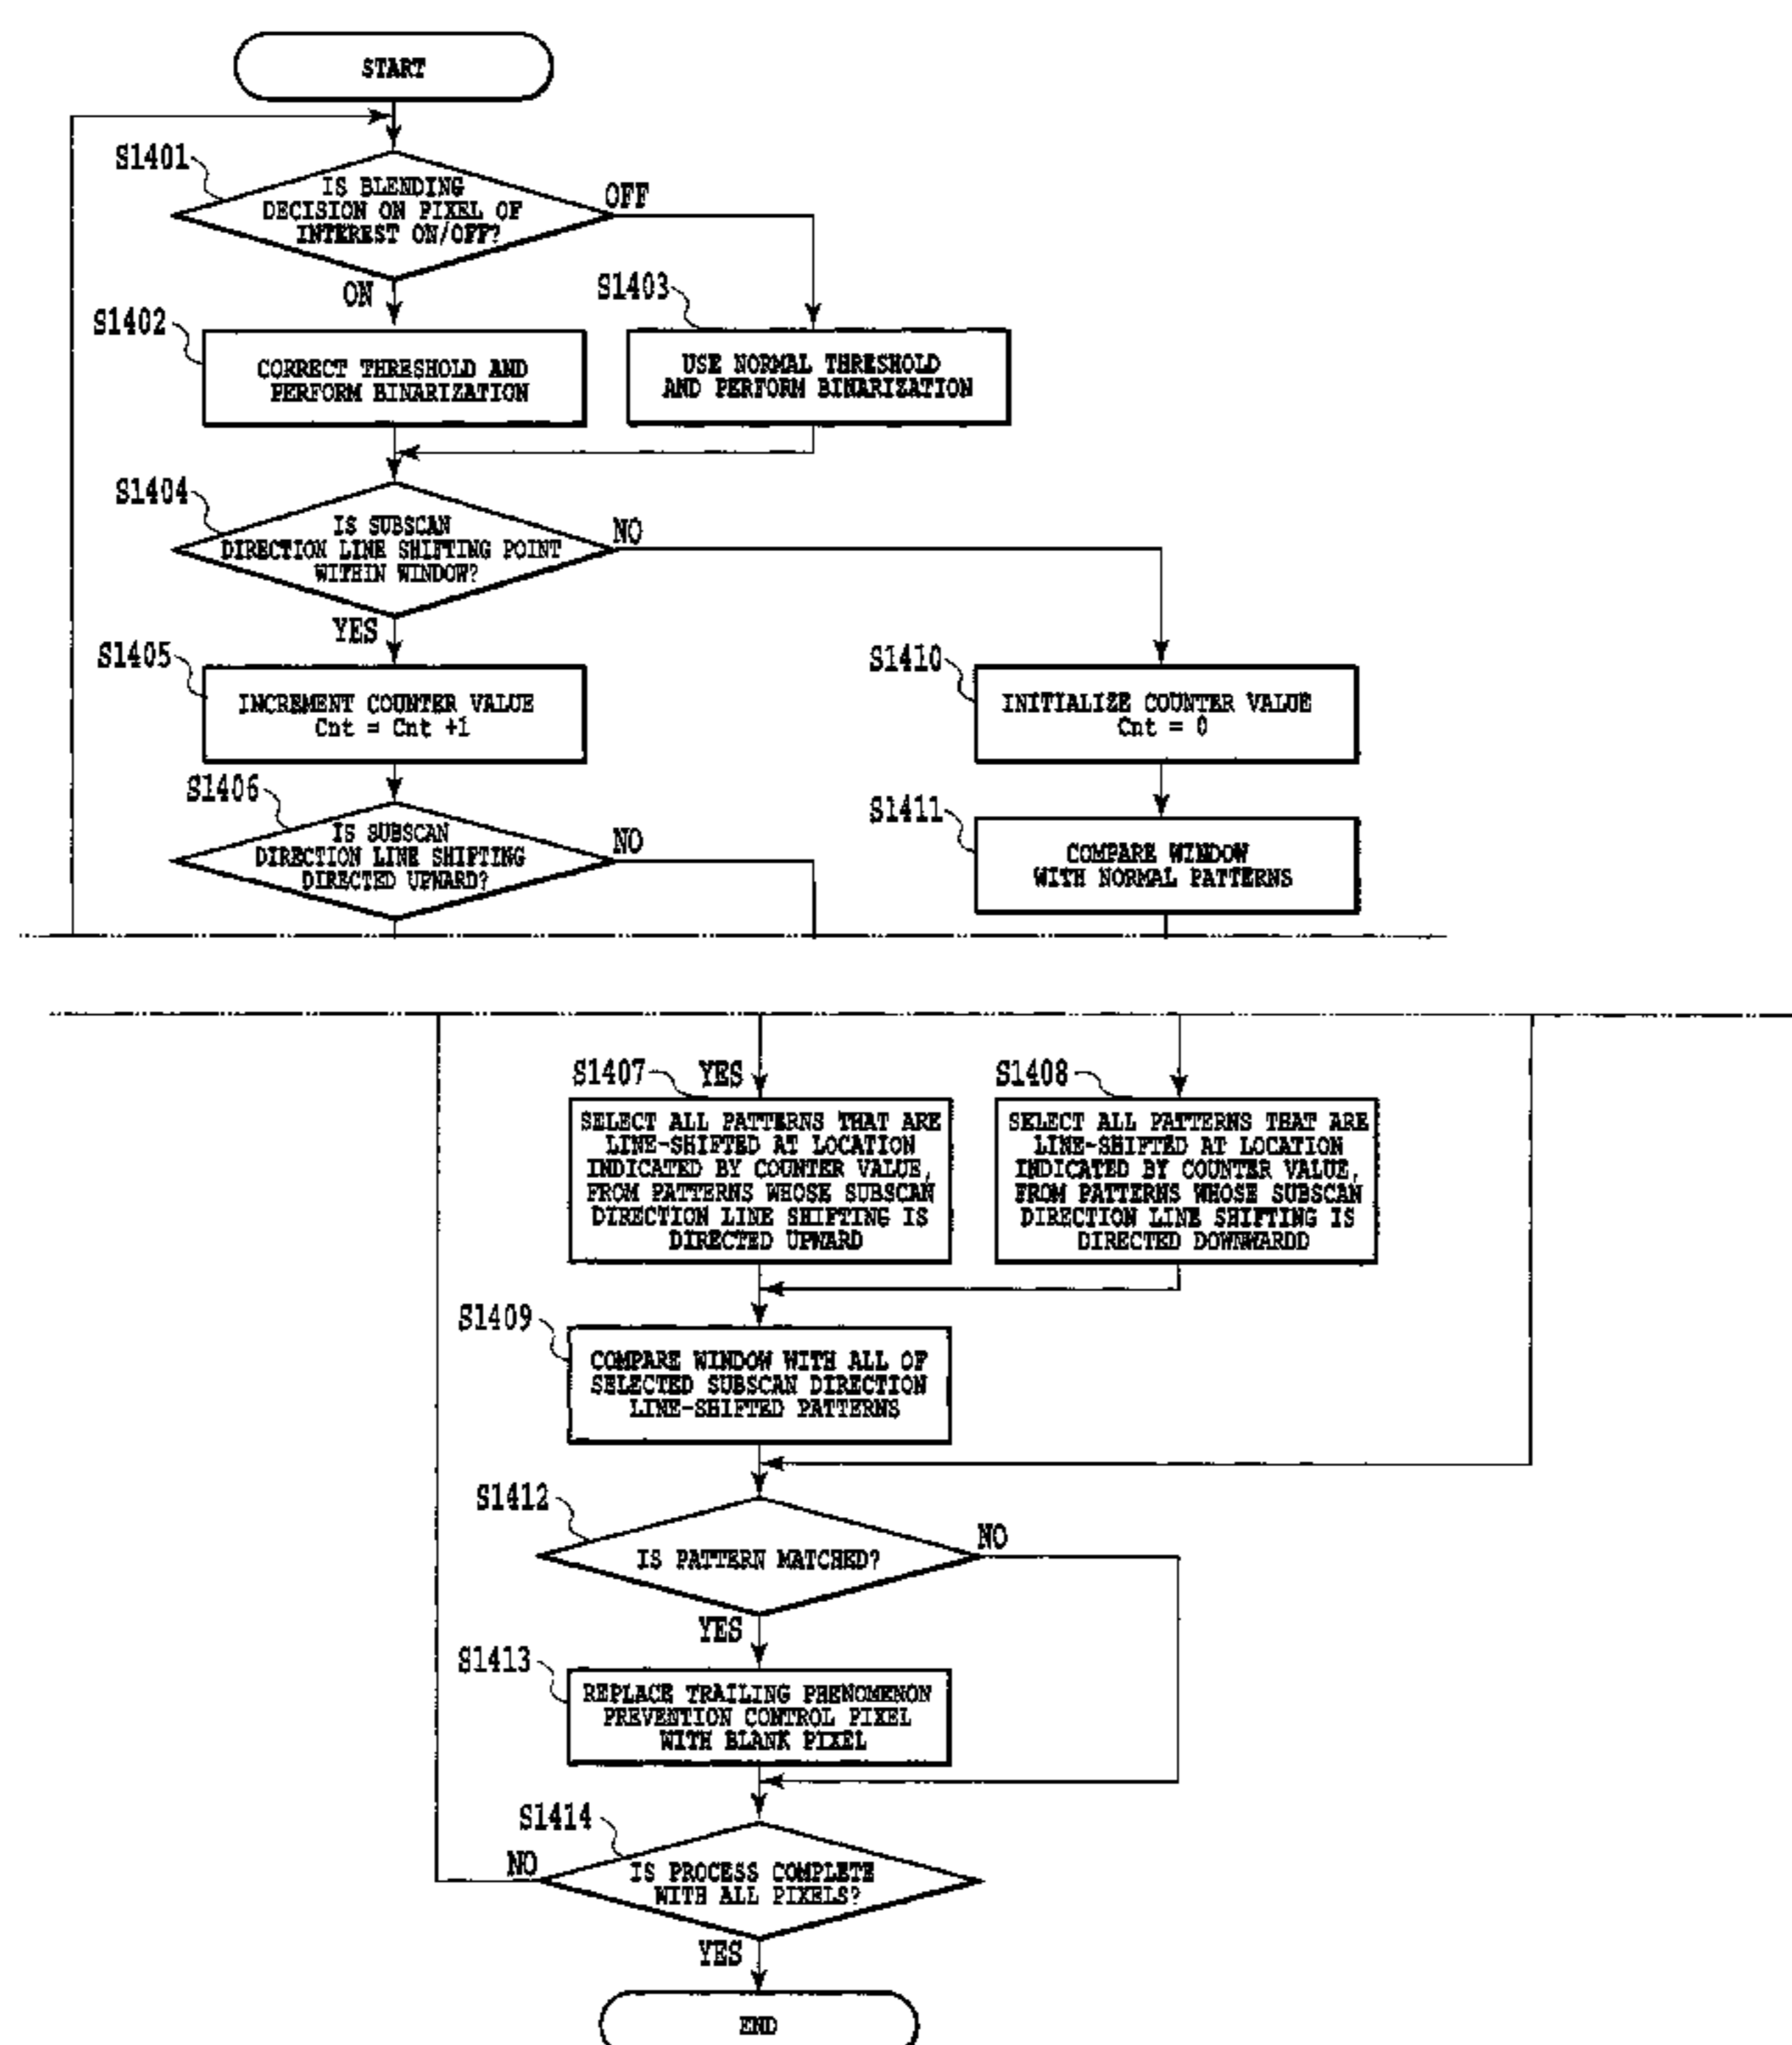 START
S1401
IS BLENDING
DECISION ON PIXEL OF
INTEREST ON/OFF?
OFF
ON
S1402
CORRECT THRESHOLD AND
PERFORM BINARIZATION
S1403
USE NORMAL THRESHOLD
AND PERFORM BINARIZATION
S1404
IS SUBSCAN
DIRECTION LINE SHIFTING POINT
WITHIN WINDOW?
NO
YES
S1405
INCREMENT COUNTER VALUE
Cnt = Cnt +1
S1410
INITIALIZE COUNTER VALUE
Cnt = 0
S1406
IS SUBSCAN
DIRECTION LINE SHIFTING
DIRECTED UPWARD?
NO
S1411
COMPARE WINDOW
WITH NORMAL PATTERNS
S1407
YES
SELECT ALL PATTERNS THAT ARE
LINE-SHIFTED AT LOCATION
INDICATED BY COUNTER VALUE,
FROM PATTERNS WHOSE SUBSCAN
DIRECTION LINE SHIFTING IS
DIRECTED UPWARD
S1408
SELECT ALL PATTERNS THAT ARE
LINE-SHIFTED AT LOCATION
INDICATED BY COUNTER VALUE,
FROM PATTERNS WHOSE SUBSCAN
DIRECTION LINE SHIFTING IS
DIRECTED DOWNWARDD
S1409
COMPARE WINDOW WITH ALL OF
SELECTED SUBSCAN DIRECTION
LINE-SHIFTED PATTERNS
S1412
IS PATTERN MATCHED?
NO
YES
S1413
REPLACE TRAILING PHENOMENON
PREVENTION CONTROL PIXEL
WITH BLANK PIXEL
S1414
IS PROCESS COMPLETE
WITH ALL PIXELS?
NO
YES
END